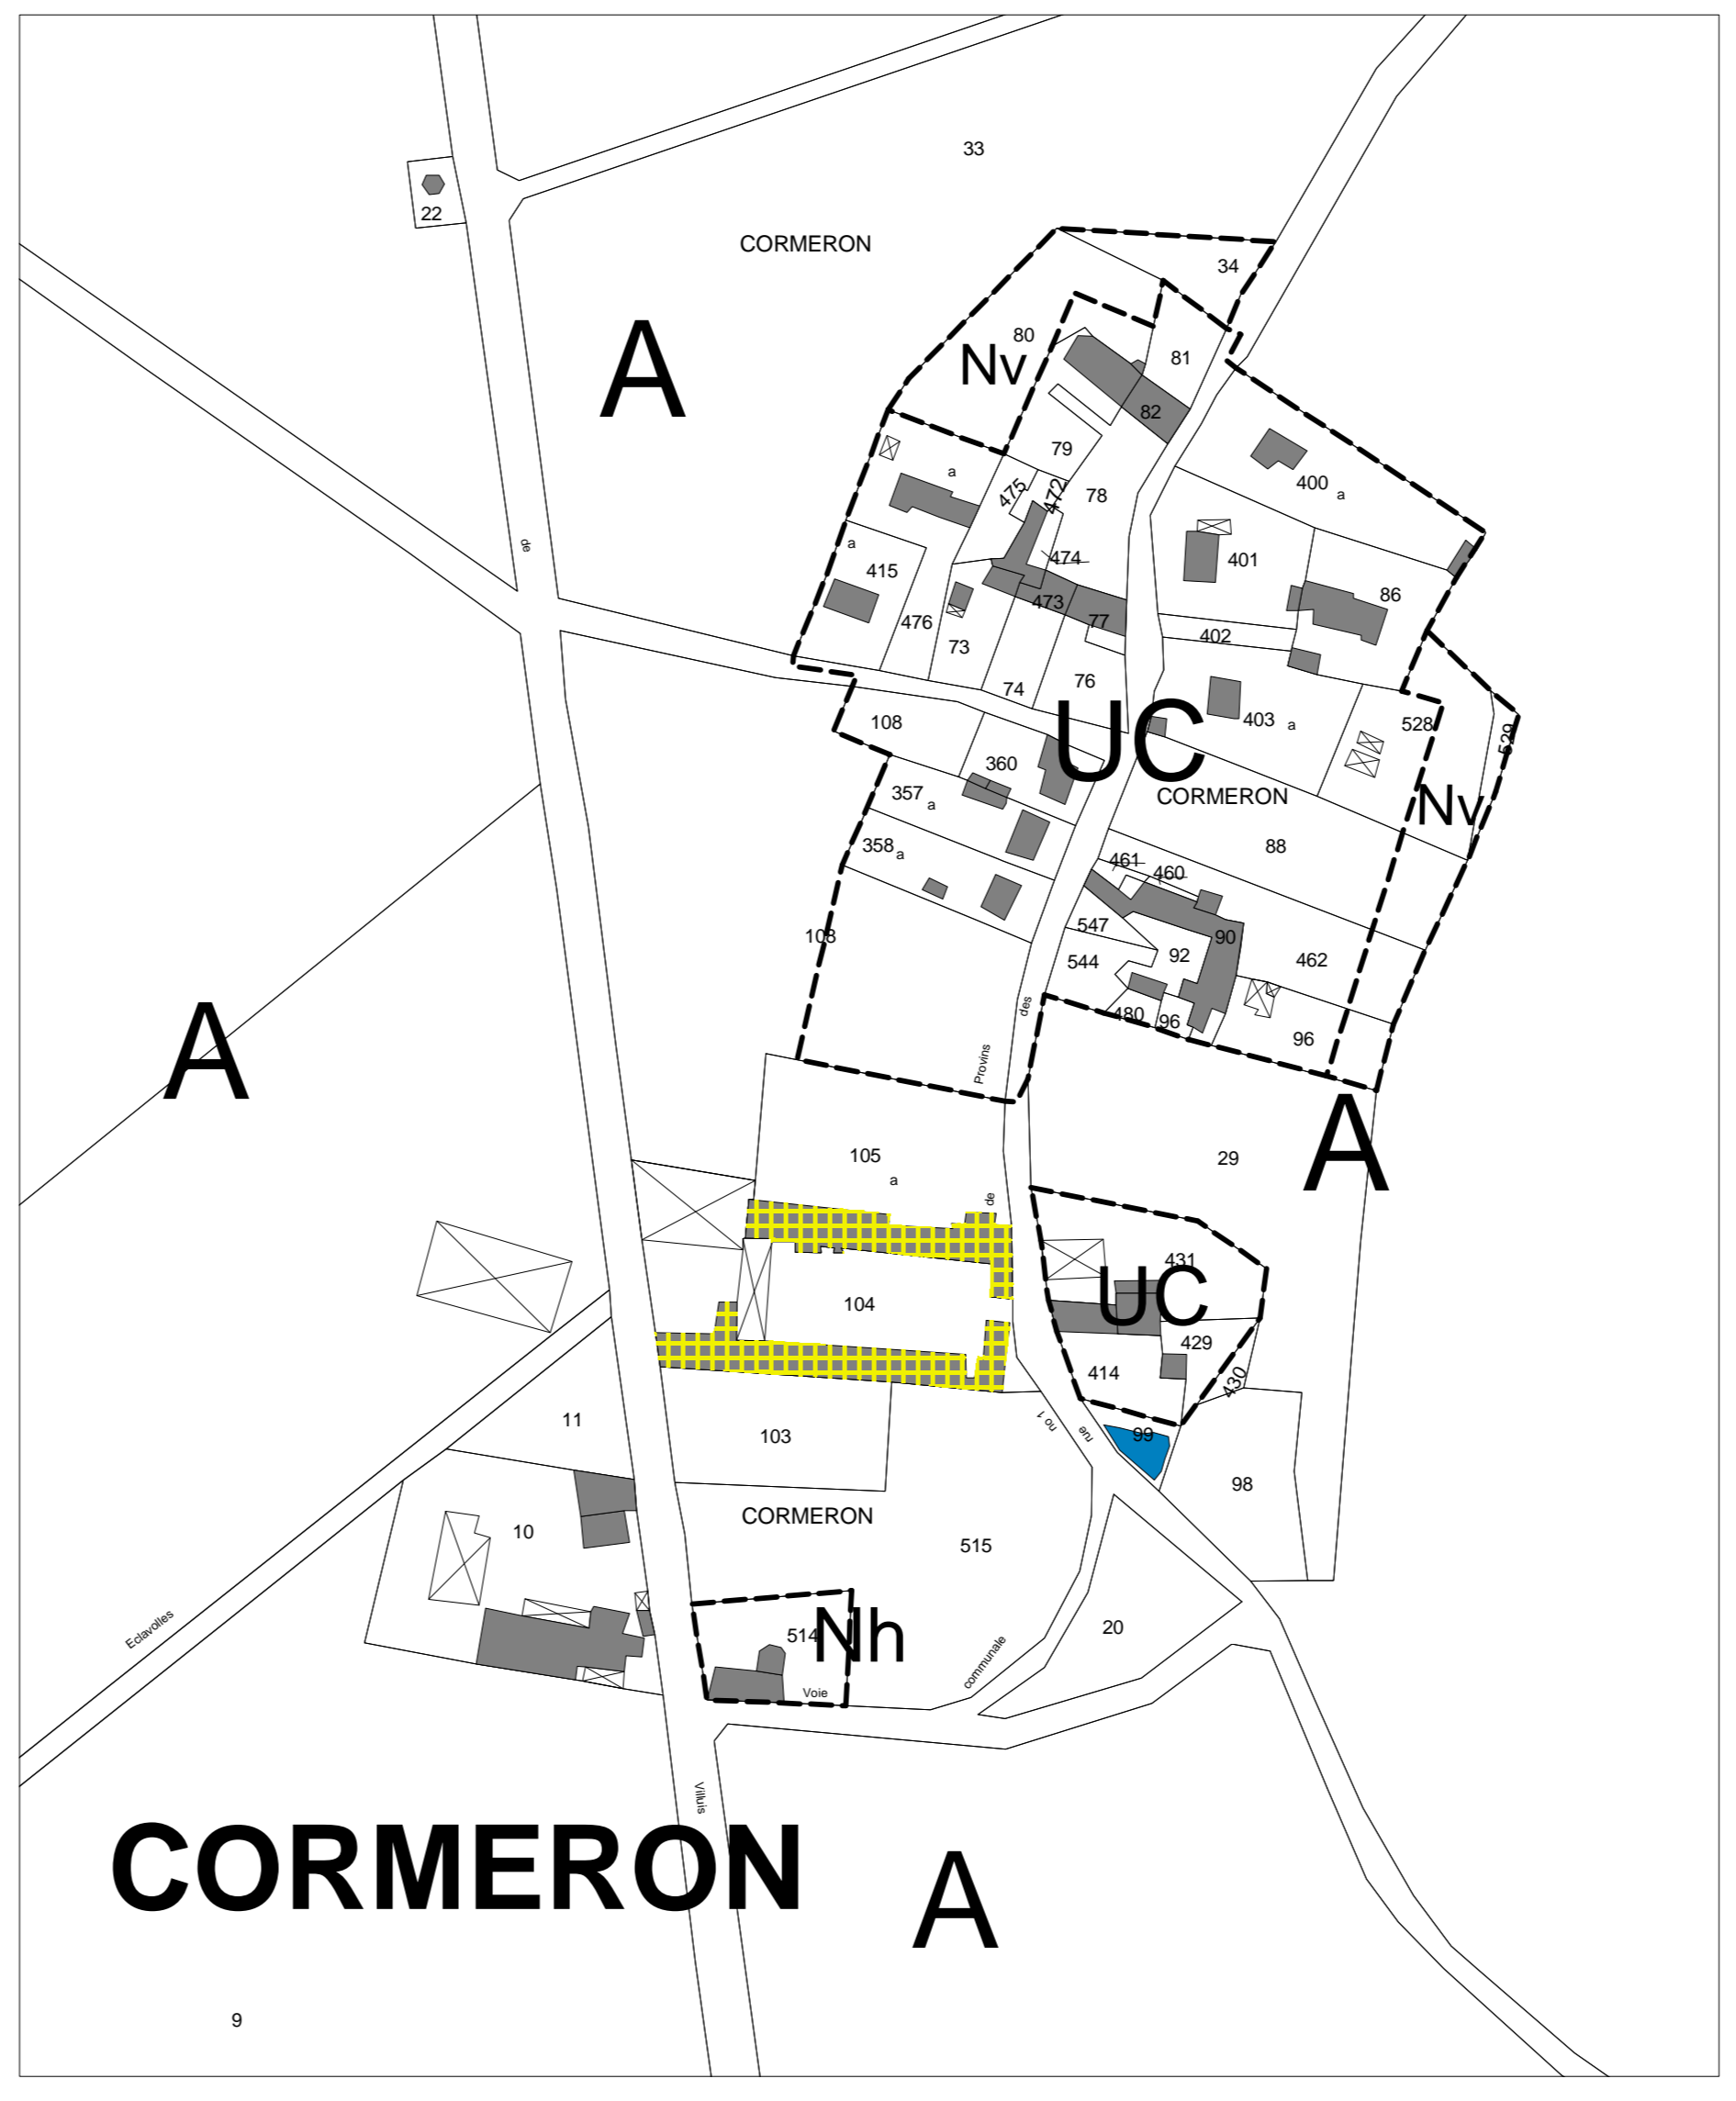 33
22
CORMERON
34
A
80
Nv
81
82
79
400
a
a
475
472
78
de
a
415
474
401
86
473
476
77
402
73
74
76
108
UC
403
a
528
529
360
CORMERON
Nv
357
a
88
358
a
461
460
108
547
90
92
462
544
des
A
480
96
96
Provins
A
105
a
29
de
431
UC
104
429
414
430
11
no 1
rue
99
103
98
CORMERON
10
515
Eclavolles
514
Nh
20
communale
Voie
Villuis
CORMERON
A
9